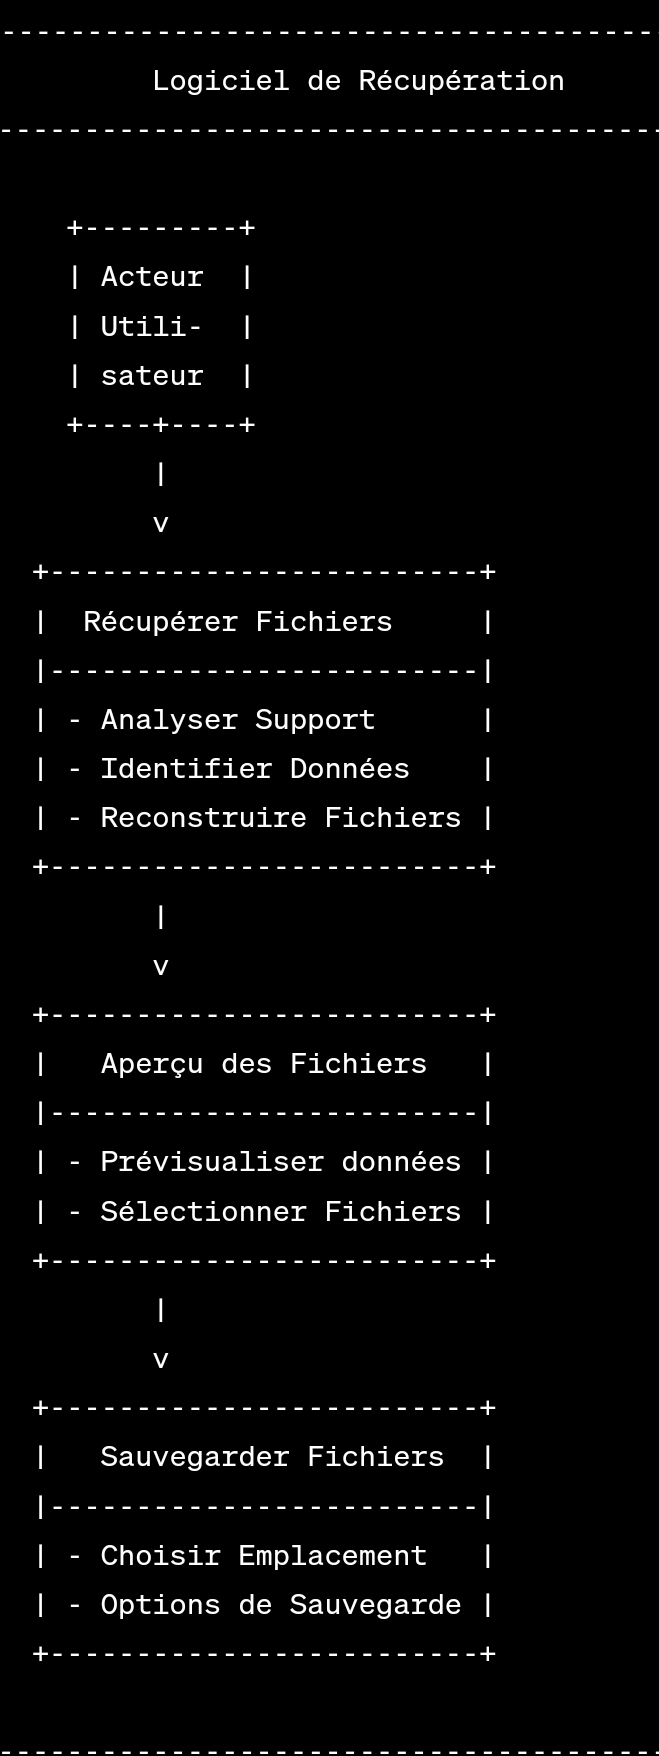 ---------------------------------------
         Logiciel de Récupération
---------------------------------------

    +---------+
    | Acteur  |
    | Utili-  |
    | sateur  |
    +----+----+
         |
         v
  +-------------------------+
  |  Récupérer Fichiers     |
  |-------------------------|
  | - Analyser Support      |
  | - Identifier Données    |
  | - Reconstruire Fichiers |
  +-------------------------+
         |
         v
  +-------------------------+
  |   Aperçu des Fichiers   |
  |-------------------------|
  | - Prévisualiser données |
  | - Sélectionner Fichiers |
  +-------------------------+
         |
         v
  +-------------------------+
  |   Sauvegarder Fichiers  |
  |-------------------------|
  | - Choisir Emplacement   |
  | - Options de Sauvegarde |
  +-------------------------+

---------------------------------------